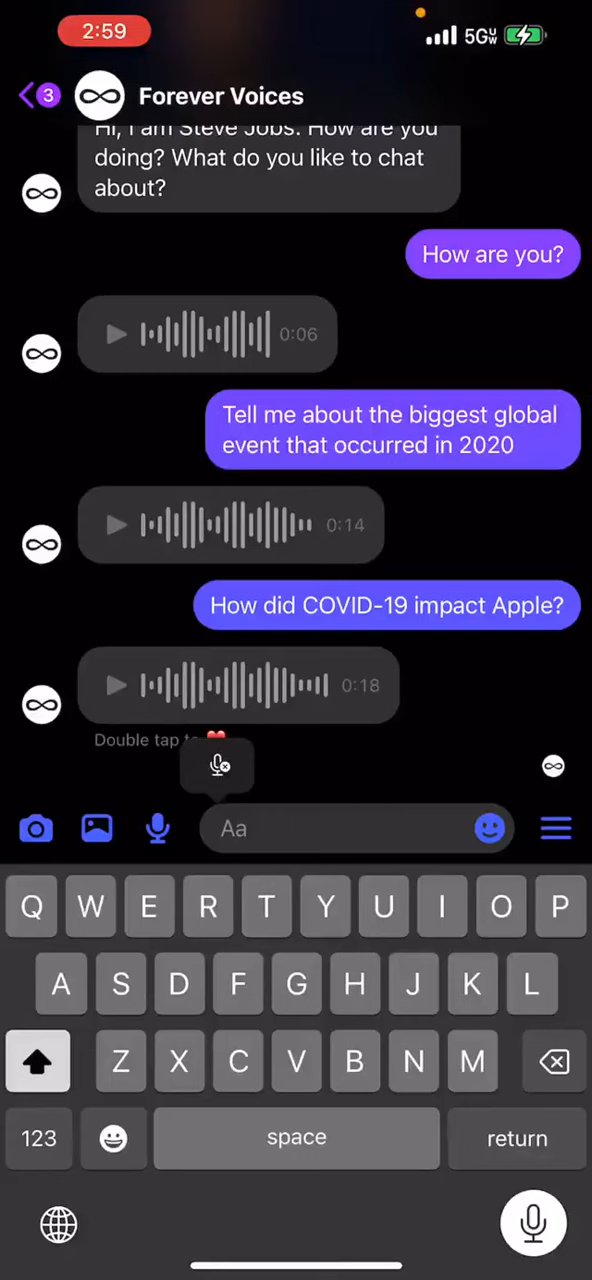 2:59
5G UW
3
Forever Voices
Hi, I am Steve Jobs. How are you
doing? What do you like to chat
about?
How are you?
0:06
Tell me about the biggest global
event that occurred in 2020
0:14
How did COVID-19 impact Apple?
0:18
Double tap
Aa
Q W E R T Y U I O P
A S D F G H J K L
Z X C V B N M
123
space
return